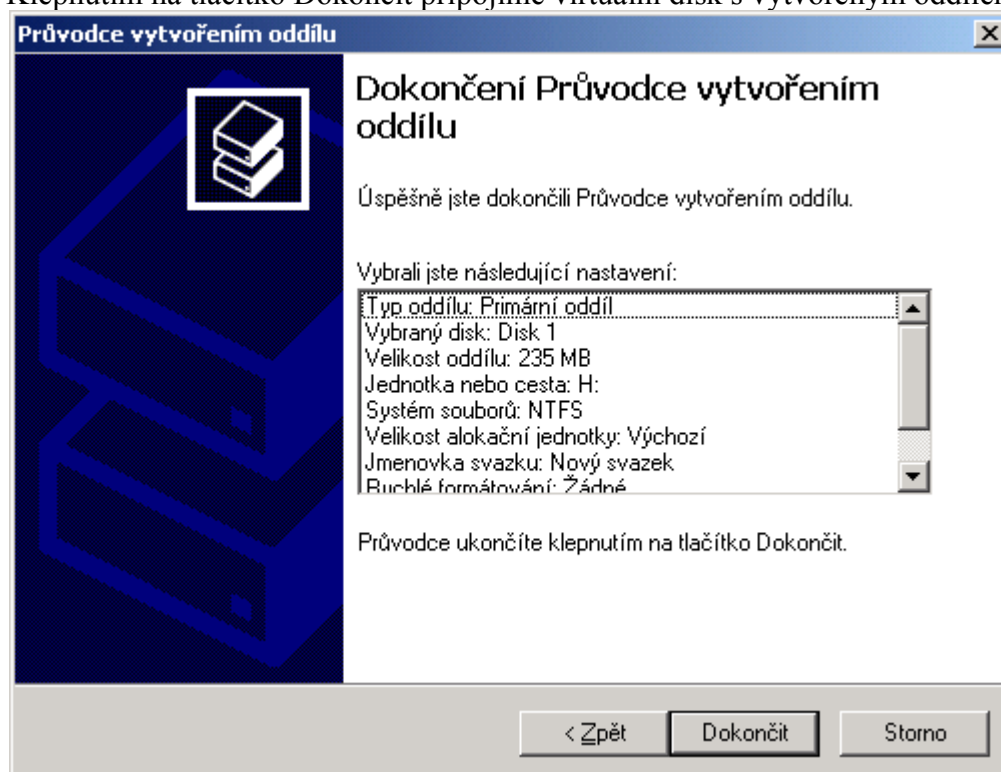 Klepnutím na tlačítko Dokončit připojíme virtuální disk s vytvořeným
Průvodce vytvořením oddílu
Dokončení Průvodce vytvořením
oddílu
Úspěšně jste dokončili Průvodce vytvořením oddílu.
Vybrali jste následující nastavení:
Typ oddílu: Primární oddíl
Vybraný disk: Disk 1
Velikost oddílu: 235 MB
Jednotka nebo cesta: H:
Systém souborů: NTFS
Velikost alokační jednotky: Výchozí
Jmenovka svazku: Nový svazek
Rychlé formátování: Žádné
Průvodce ukončíte klepnutím na tlačítko Dokončit.
< Zpět
Dokončit
Storno